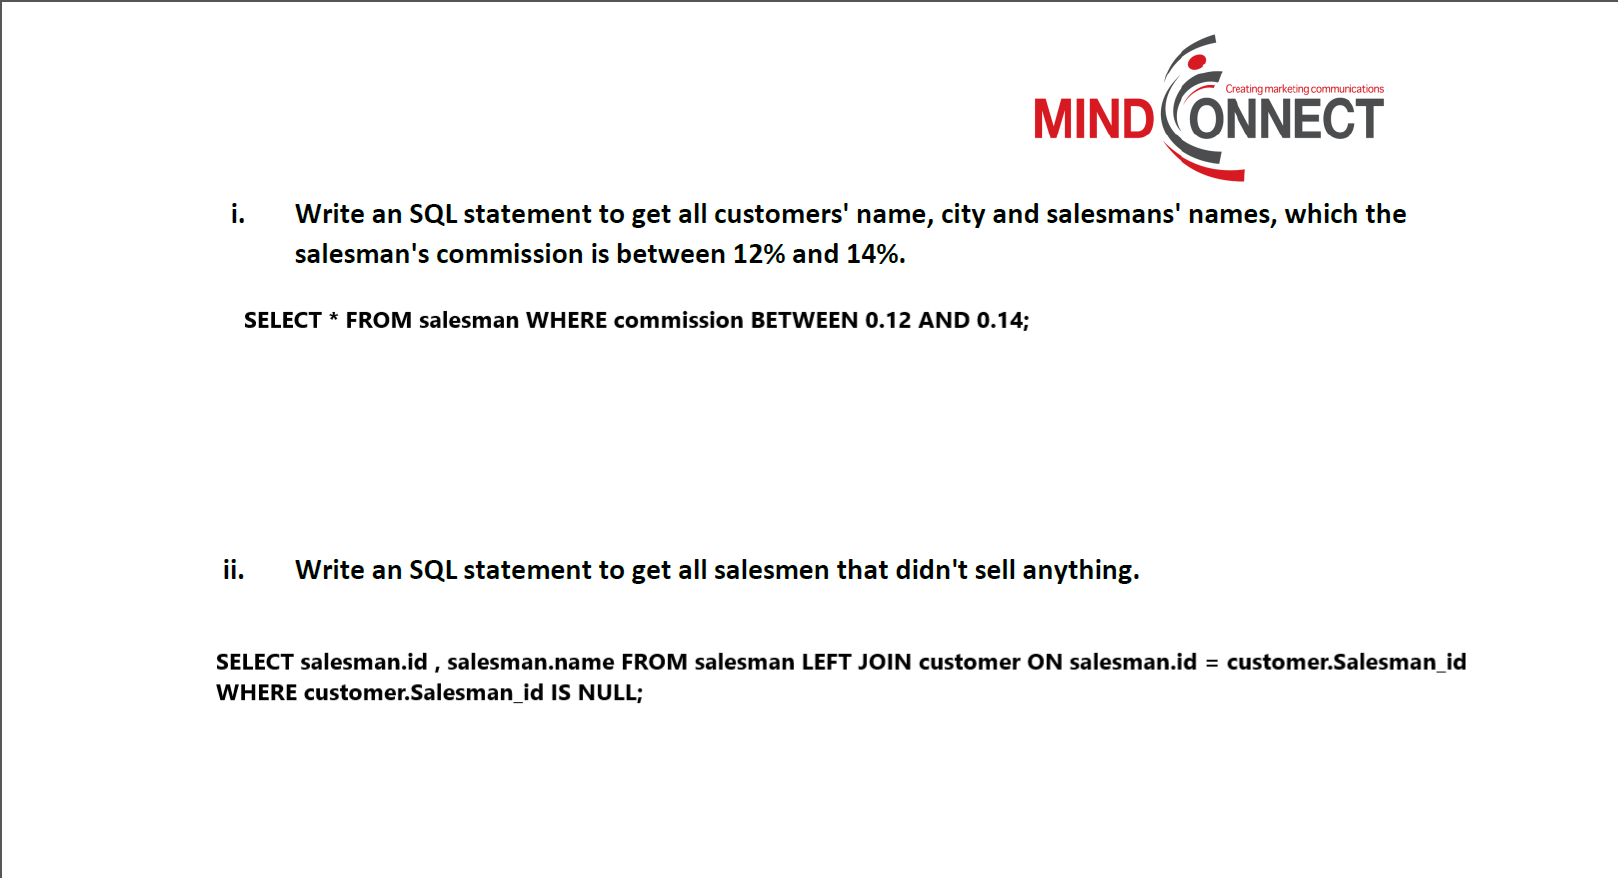 Creating marketing communications
MIND CONNECT
i. Write an SQL statement to get all customers' name, city and salesmans' names, which the
salesman's commission is between 12% and 14%.
SELECT * FROM salesman WHERE commission BETWEEN 0.12 AND 0.14;
ii. Write an SQL statement to get all salesmen that didn't sell anything.
SELECT salesman.id , salesman.name FROM salesman LEFT JOIN customer ON salesman.id = customer.Salesman_id
WHERE customer.Salesman_id IS NULL;